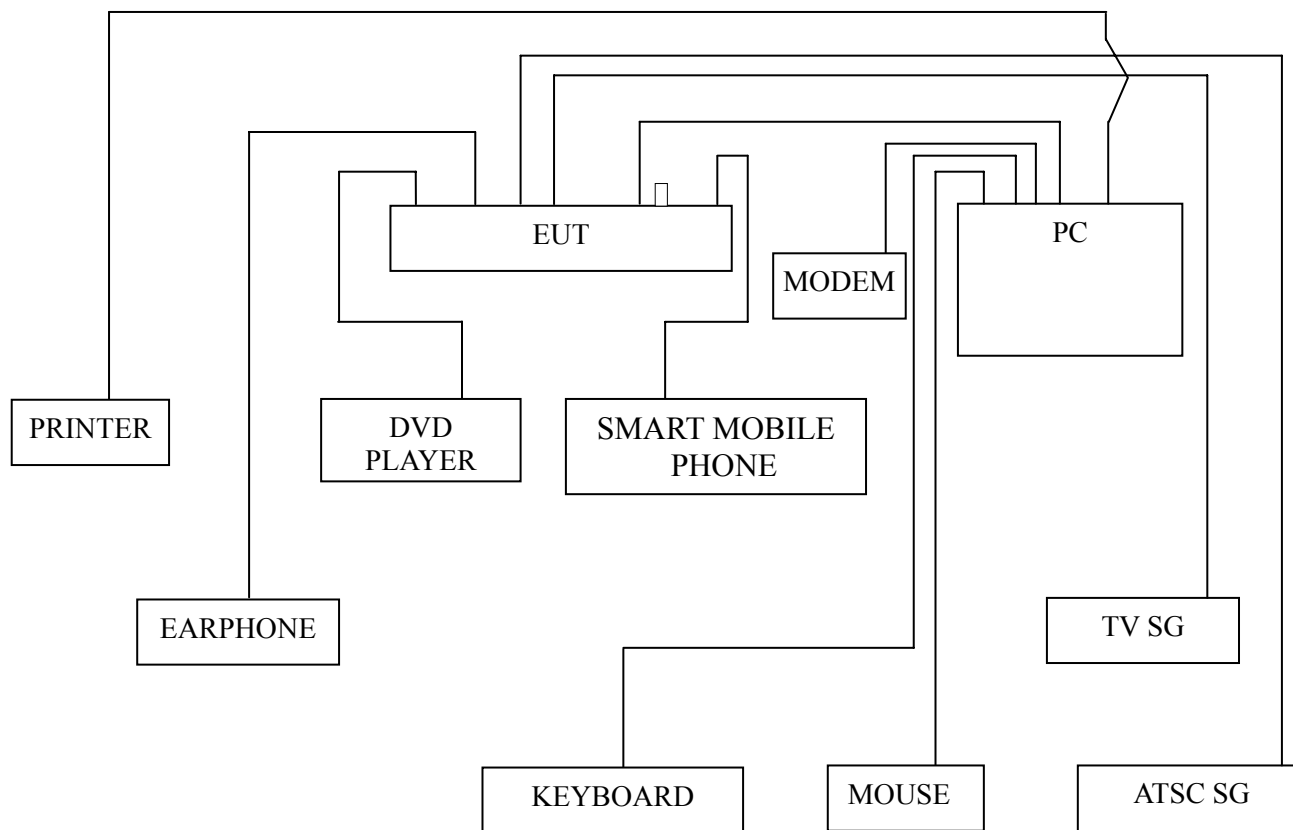 EUT
PC
MODEM
PRINTER
DVD
PLAYER
SMART MOBILE
PHONE
EARPHONE
TV SG
KEYBOARD
MOUSE
ATSC SG